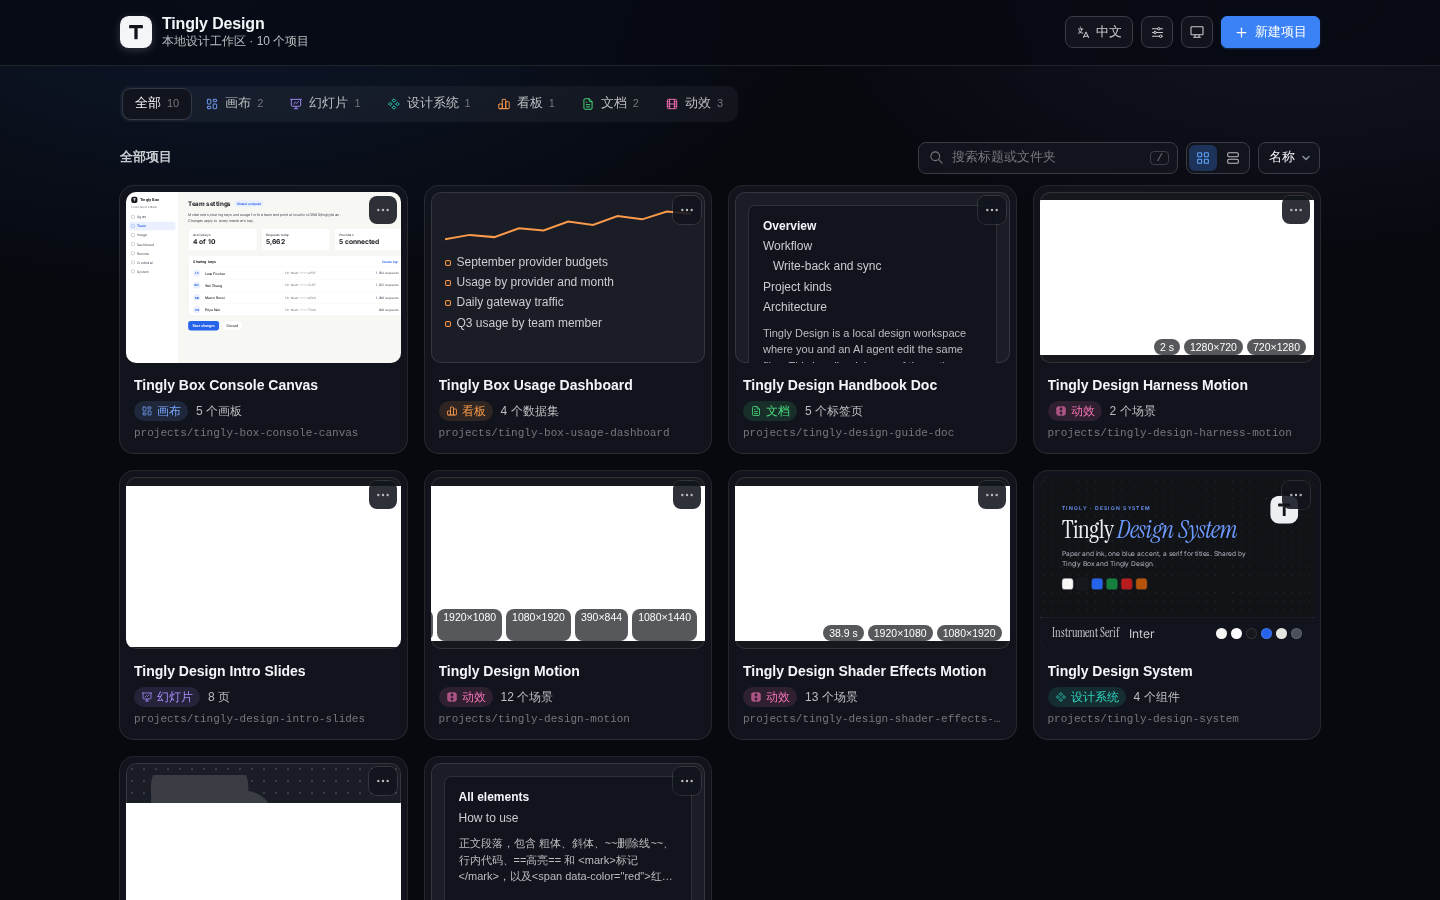 Tingly Design
本地设计工作区 · 10 个项目
中文
新建项目
全部 10
画布 2
幻灯片 1
设计系统 1
看板 1
文档 2
动效 3
全部项目
搜索标题或文件夹
/
名称
Tingly Box
Team settings
4 of 10
5,662
5 connected
Save changes
Discard
Tingly Box Console Canvas
画布 5 个画板
projects/tingly-box-console-canvas
September provider budgets
Usage by provider and month
Daily gateway traffic
Q3 usage by team member
Tingly Box Usage Dashboard
看板 4 个数据集
projects/tingly-box-usage-dashboard
Overview
Workflow
Write-back and sync
Project kinds
Architecture
Tingly Design is a local design workspace
where you and an AI agent edit the same
Tingly Design Handbook Doc
文档 5 个标签页
projects/tingly-design-guide-doc
2 s
1280×720
720×1280
Tingly Design Harness Motion
动效 2 个场景
projects/tingly-design-harness-motion
Tingly Design Intro Slides
幻灯片 8 页
projects/tingly-design-intro-slides
1920×1080
1080×1920
390×844
1080×1440
Tingly Design Motion
动效 12 个场景
projects/tingly-design-motion
38.9 s
1920×1080
1080×1920
Tingly Design Shader Effects Motion
动效 13 个场景
projects/tingly-design-shader-effects-…
TINGLY · DESIGN SYSTEM
Tingly Design System
Paper and ink, one blue accent, a serif for titles. Shared by
Tingly Box and Tingly Design.
Instrument Serif Inter
Tingly Design System
设计系统 4 个组件
projects/tingly-design-system
All elements
How to use
正文段落，包含 粗体、斜体、~~删除线~~、
行内代码、==高亮== 和 <mark>标记
</mark>，以及<span data-color="red">红…